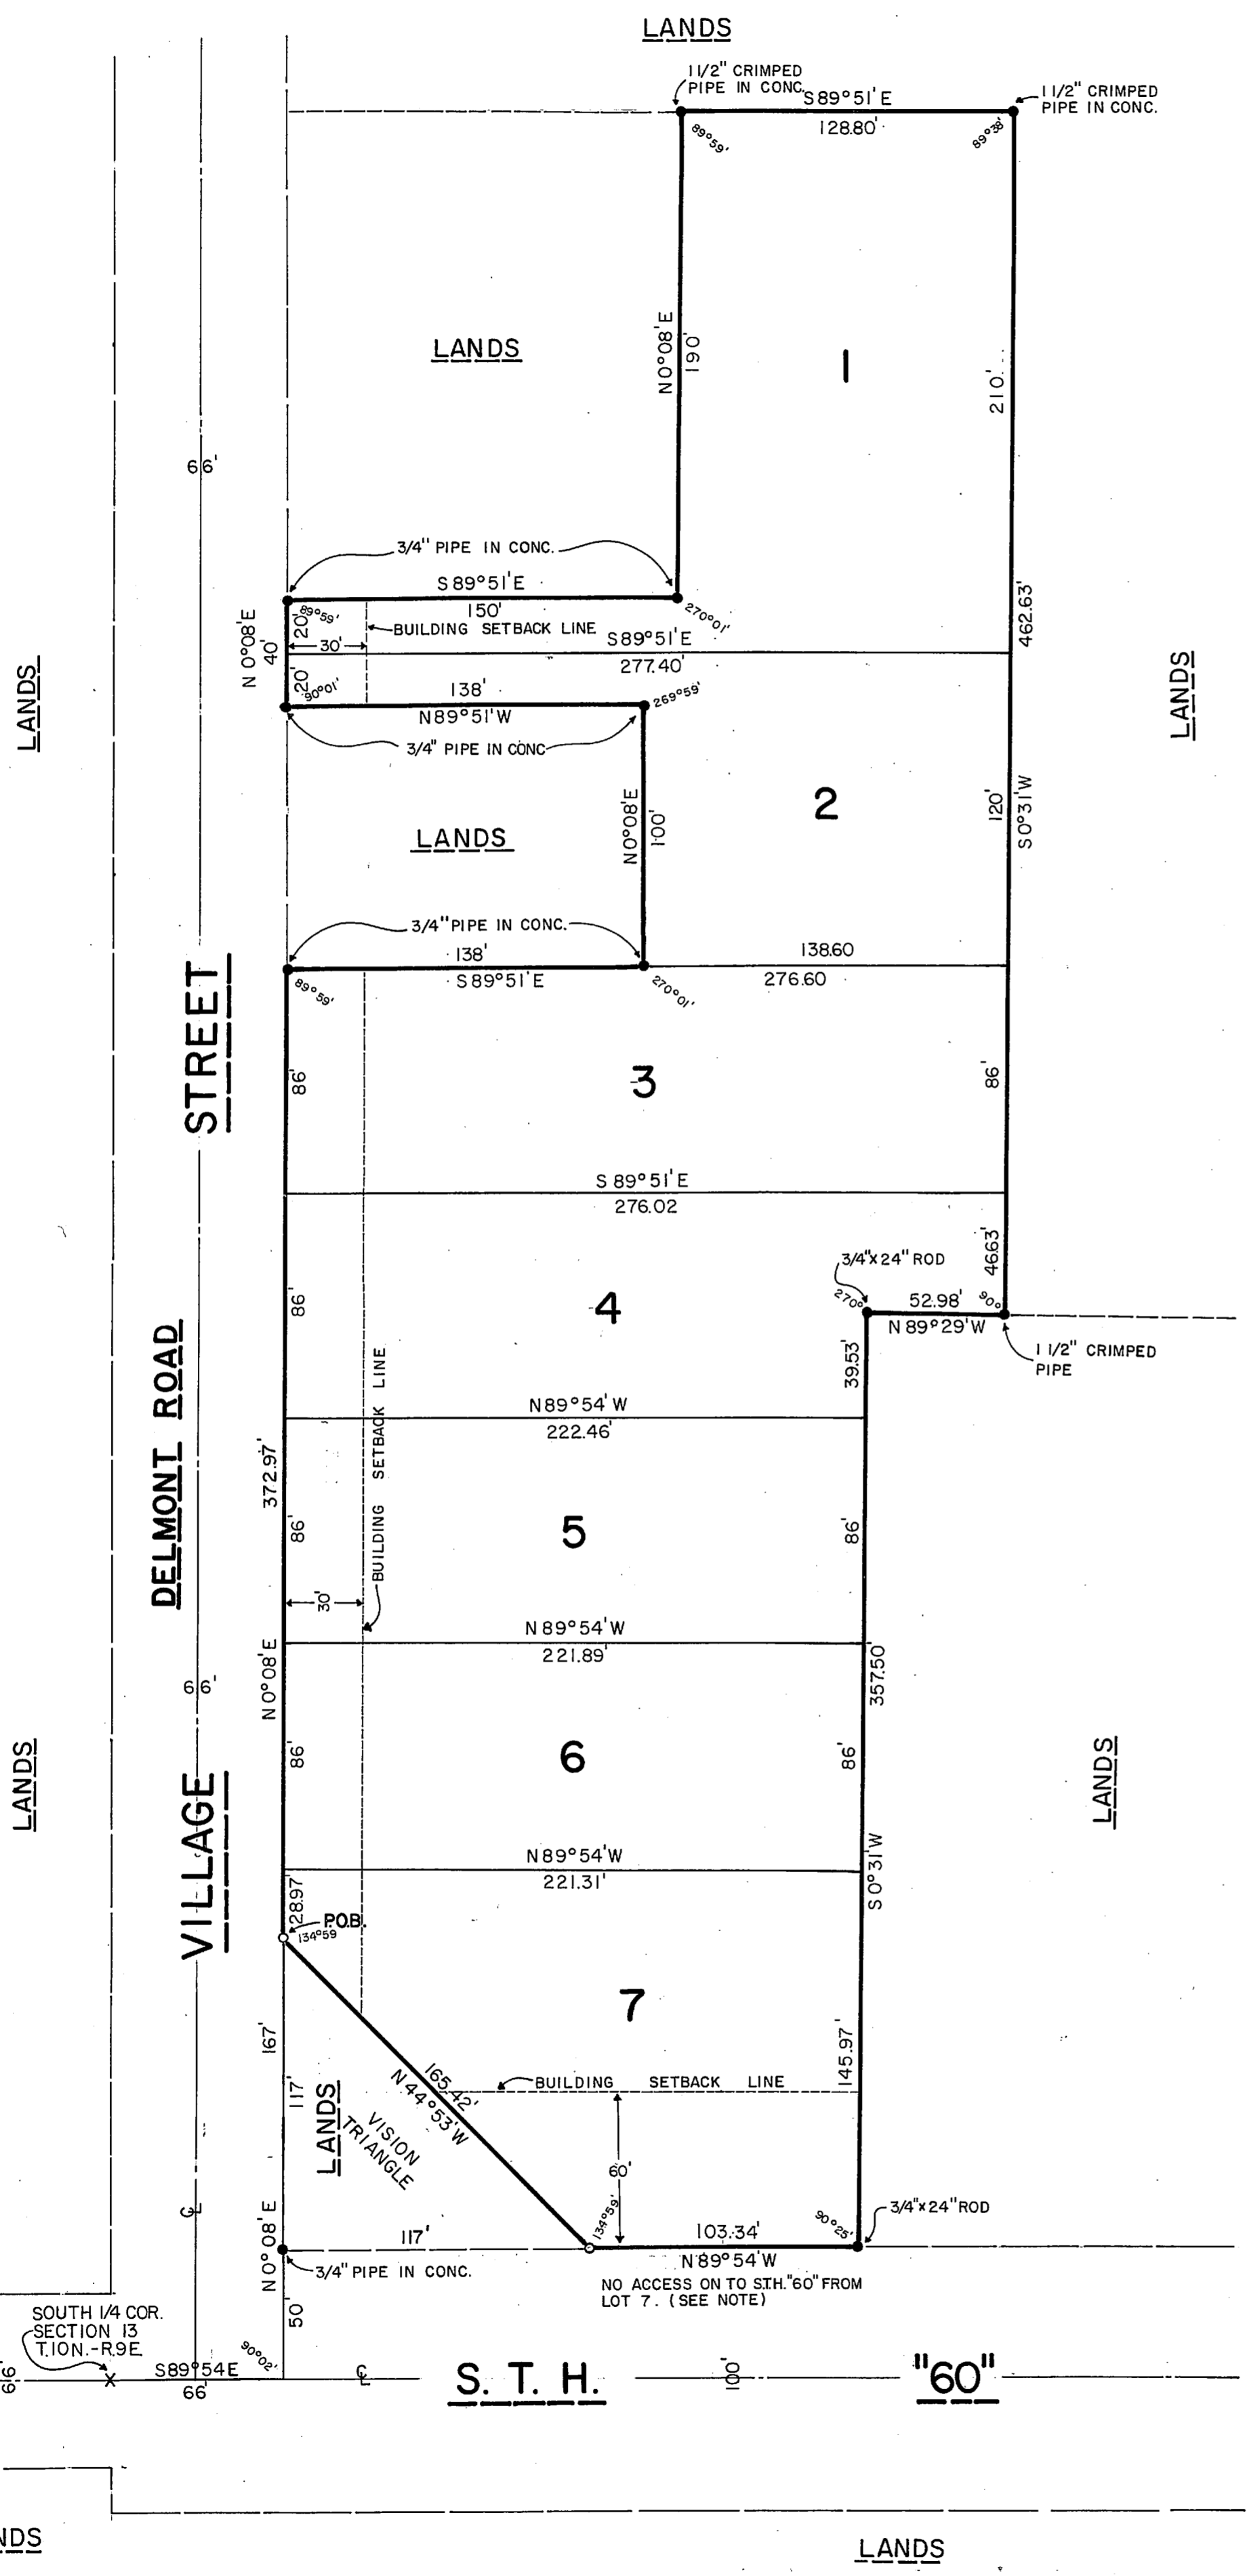 LANDS
1 1/2" CRIMPED
PIPE IN CONC.
S89°51'E
128.80'
1 1/2" CRIMPED
PIPE IN CONC.
89°59'
89°38'
LANDS
N0°08'E
190'
1
210'
66'
3/4" PIPE IN CONC.
S89°51'E
150'
270°01'
462.63'
N 0°08'E
40'
20'
89°59'
BUILDING SETBACK LINE
30'
S89°51'E
277.40'
20'
90°01'
138'
N89°51'W
269°59'
3/4" PIPE IN CONC
LANDS
LANDS
LANDS
N0°08'E
100'
2
120'
S0°31'W
3/4" PIPE IN CONC.
138'
S89°51'E
138.60
276.60
89°59'
270°01'
STREET
86'
3
86'
S 89°51'E
276.02
46.63'
3/4"x24" ROD
270°
52.98'
90°
N89°29'W
1 1/2" CRIMPED
PIPE
86'
4
39.53'
DELMONT ROAD
N89°54'W
222.46'
372.97'
BUILDING SETBACK LINE
86'
5
86'
30'
N89°54'W
221.89'
N0°08'E
357.50'
66'
86'
6
86'
LANDS
LANDS
VILLAGE
N89°54'W
221.31'
S0°31'W
28.97'
P.O.B.
134°59
7
167'
117'
LANDS
165.42'
N44°53'W
VISION
TRIANGLE
BUILDING SETBACK LINE
145.97'
60'
134°59'
90°25'
3/4"x24" ROD
N0°08'E
117'
103.34'
N89°54'W
3/4" PIPE IN CONC.
NO ACCESS ON TO S.T.H. "60" FROM
LOT 7. (SEE NOTE)
50'
SOUTH 1/4 COR.
SECTION 13
T.10N.-R.9E.
90°02'
S89°54E
66'
66'
S. T. H.
100'
"60"
LANDS